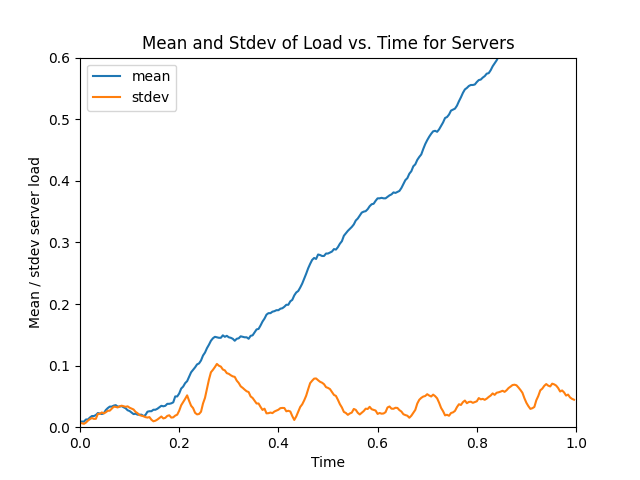 Mean and Stdev of Load vs. Time for Servers
mean
stdev
Mean / stdev server load
0.6
0.5
0.4
0.3
0.2
0.1
0.0
0.0 0.2 0.4 0.6 0.8 1.0
Time